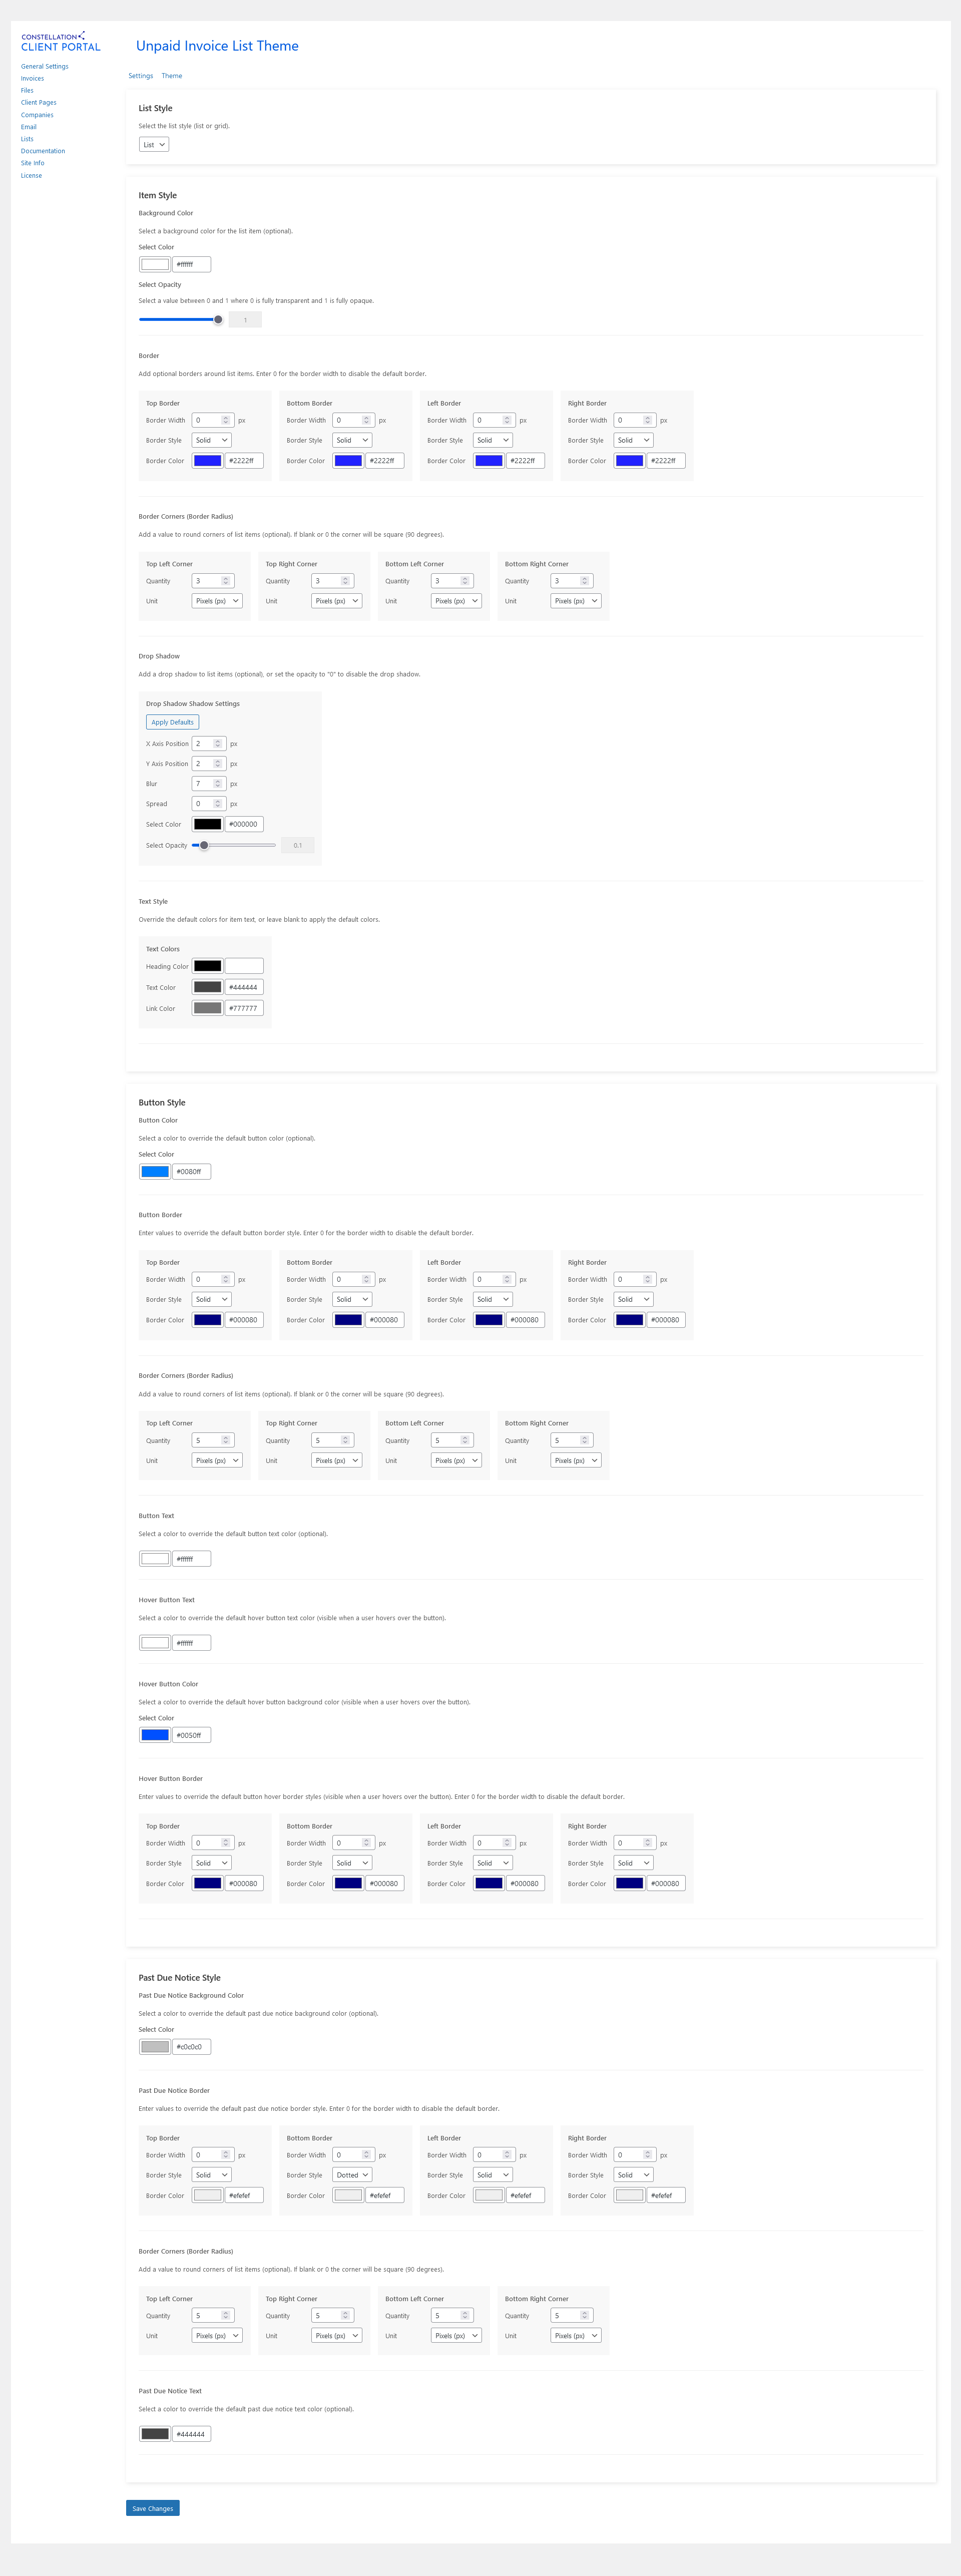 CONSTELLATION
CLIENT PORTAL
General Settings
Invoices
Files
Client Pages
Companies
Email
Lists
Documentation
Site Info
License
Unpaid Invoice List Theme
Settings Theme
List Style
Select the list style (list or grid).
List
Item Style
Background Color
Select a background color for the list item (optional).
Select Color
#ffffff
Select Opacity
Select a value between 0 and 1 where 0 is fully transparent and 1 is fully opaque.
1
Border
Add optional borders around list items. Enter 0 for the border width to disable the default border.
Top Border Bottom Border Left Border Right Border
Border Width 0 px Border Width 0 px Border Width 0 px Border Width 0 px
Border Style Solid Border Style Solid Border Style Solid Border Style Solid
Border Color #2222ff Border Color #2222ff Border Color #2222ff Border Color #2222ff
Border Corners (Border Radius)
Add a value to round corners of list items (optional). If blank or 0 the corner will be square (90 degrees).
Top Left Corner Top Right Corner Bottom Left Corner Bottom Right Corner
Quantity 3 Quantity 3 Quantity 3 Quantity 3
Unit Pixels (px) Unit Pixels (px) Unit Pixels (px) Unit Pixels (px)
Drop Shadow
Add a drop shadow to list items (optional), or set the opacity to "0" to disable the drop shadow.
Drop Shadow Shadow Settings
Apply Defaults
X Axis Position 2 px
Y Axis Position 2 px
Blur 7 px
Spread 0 px
Select Color #000000
Select Opacity 0.1
Text Style
Override the default colors for item text, or leave blank to apply the default colors.
Text Colors
Heading Color
Text Color #444444
Link Color #777777
Button Style
Button Color
Select a color to override the default button color (optional).
Select Color
#0080ff
Button Border
Enter values to override the default button border style. Enter 0 for the border width to disable the default border.
Top Border Bottom Border Left Border Right Border
Border Width 0 px Border Width 0 px Border Width 0 px Border Width 0 px
Border Style Solid Border Style Solid Border Style Solid Border Style Solid
Border Color #000080 Border Color #000080 Border Color #000080 Border Color #000080
Border Corners (Border Radius)
Add a value to round corners of list items (optional). If blank or 0 the corner will be square (90 degrees).
Top Left Corner Top Right Corner Bottom Left Corner Bottom Right Corner
Quantity 5 Quantity 5 Quantity 5 Quantity 5
Unit Pixels (px) Unit Pixels (px) Unit Pixels (px) Unit Pixels (px)
Button Text
Select a color to override the default button text color (optional).
#ffffff
Hover Button Text
Select a color to override the default hover button text color (visible when a user hovers over the button).
#ffffff
Hover Button Color
Select a color to override the default hover button background color (visible when a user hovers over the button).
Select Color
#0050ff
Hover Button Border
Enter values to override the default button hover border styles (visible when a user hovers over the button). Enter 0 for the border width to disable the default border.
Top Border Bottom Border Left Border Right Border
Border Width 0 px Border Width 0 px Border Width 0 px Border Width 0 px
Border Style Solid Border Style Solid Border Style Solid Border Style Solid
Border Color #000080 Border Color #000080 Border Color #000080 Border Color #000080
Past Due Notice Style
Past Due Notice Background Color
Select a color to override the default past due notice background color (optional).
Select Color
#c0c0c0
Past Due Notice Border
Enter values to override the default past due notice border style. Enter 0 for the border width to disable the default border.
Top Border Bottom Border Left Border Right Border
Border Width 0 px Border Width 0 px Border Width 0 px Border Width 0 px
Border Style Solid Border Style Dotted Border Style Solid Border Style Solid
Border Color #efefef Border Color #efefef Border Color #efefef Border Color #efefef
Border Corners (Border Radius)
Add a value to round corners of list items (optional). If blank or 0 the corner will be square (90 degrees).
Top Left Corner Top Right Corner Bottom Left Corner Bottom Right Corner
Quantity 5 Quantity 5 Quantity 5 Quantity 5
Unit Pixels (px) Unit Pixels (px) Unit Pixels (px) Unit Pixels (px)
Past Due Notice Text
Select a color to override the default past due notice text color (optional).
#444444
Save Changes